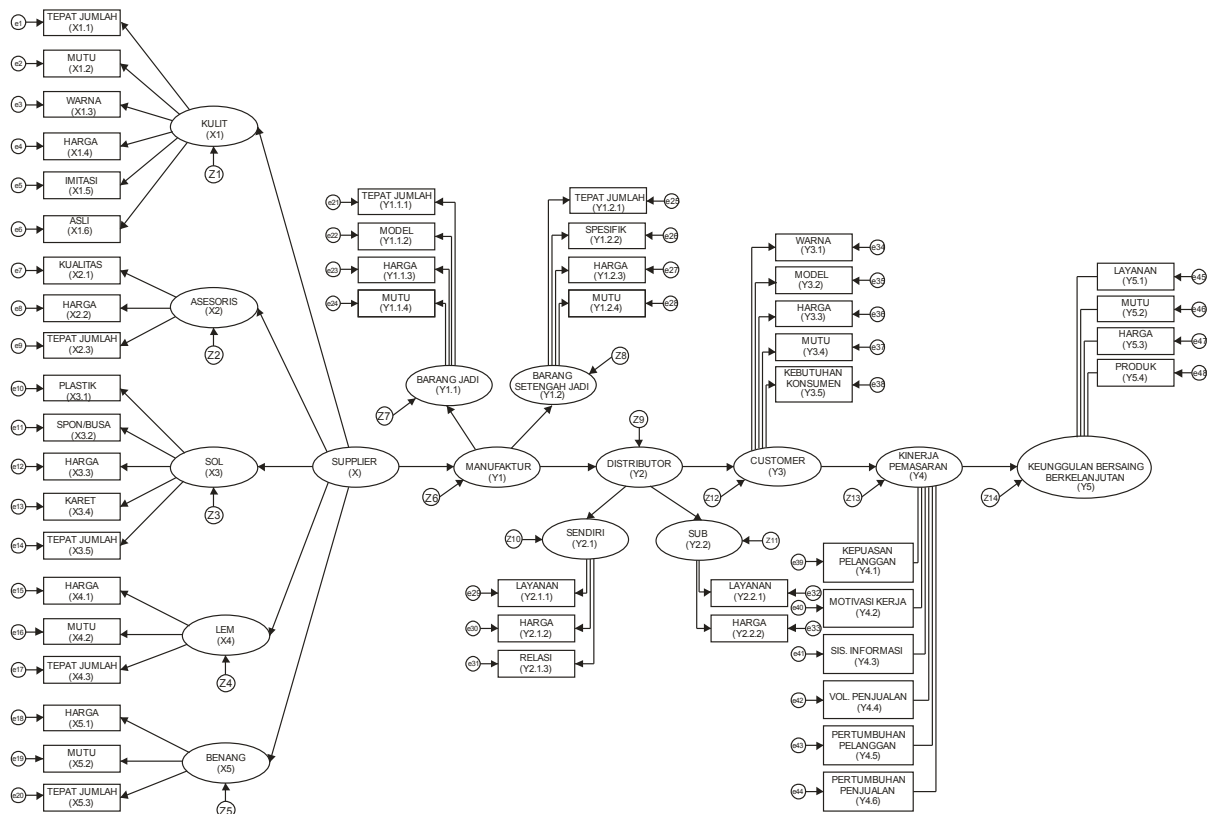 e1
TEPAT JUMLAH
(X1.1)
e2
MUTU
(X1.2)
e3
WARNA
(X1.3)
e4
HARGA
(X1.4)
e5
IMITASI
(X1.5)
e6
ASLI
(X1.6)
KULIT
(X1)
Z1
e7
KUALITAS
(X2.1)
e8
HARGA
(X2.2)
e9
TEPAT JUMLAH
(X2.3)
ASESORIS
(X2)
Z2
e10
PLASTIK
(X3.1)
e11
SPON/BUSA
(X3.2)
e12
HARGA
(X3.3)
e13
KARET
(X3.4)
e14
TEPAT JUMLAH
(X3.5)
SOL
(X3)
Z3
e15
HARGA
(X4.1)
e16
MUTU
(X4.2)
e17
TEPAT JUMLAH
(X4.3)
LEM
(X4)
Z4
e18
HARGA
(X5.1)
e19
MUTU
(X5.2)
e20
TEPAT JUMLAH
(X5.3)
BENANG
(X5)
Z5
SUPPLIER
(X)
e21
TEPAT JUMLAH
(Y1.1.1)
e22
MODEL
(Y1.1.2)
e23
HARGA
(Y1.1.3)
e24
MUTU
(Y1.1.4)
BARANG JADI
(Y1.1)
Z7
TEPAT JUMLAH
(Y1.2.1)
e25
SPESIFIK
(Y1.2.2)
e26
HARGA
(Y1.2.3)
e27
MUTU
(Y1.2.4)
e28
BARANG
SETENGAH JADI
(Y1.2)
Z8
MANUFAKTUR
(Y1)
Z6
Z9
DISTRIBUTOR
(Y2)
Z10
SENDIRI
(Y2.1)
e29
LAYANAN
(Y2.1.1)
e30
HARGA
(Y2.1.2)
e31
RELASI
(Y2.1.3)
SUB
(Y2.2)
Z11
LAYANAN
(Y2.2.1)
e32
HARGA
(Y2.2.2)
e33
WARNA
(Y3.1)
e34
MODEL
(Y3.2)
e35
HARGA
(Y3.3)
e36
MUTU
(Y3.4)
e37
KEBUTUHAN
KONSUMEN
(Y3.5)
e38
CUSTOMER
(Y3)
Z12
KINERJA
PEMASARAN
(Y4)
Z13
e39
KEPUASAN
PELANGGAN
(Y4.1)
e40
MOTIVASI KERJA
(Y4.2)
e41
SIS. INFORMASI
(Y4.3)
e42
VOL. PENJUALAN
(Y4.4)
e43
PERTUMBUHAN
PELANGGAN
(Y4.5)
e44
PERTUMBUHAN
PENJUALAN
(Y4.6)
LAYANAN
(Y5.1)
e45
MUTU
(Y5.2)
e46
HARGA
(Y5.3)
e47
PRODUK
(Y5.4)
e48
KEUNGGULAN BERSAING
BERKELANJUTAN
(Y5)
Z14